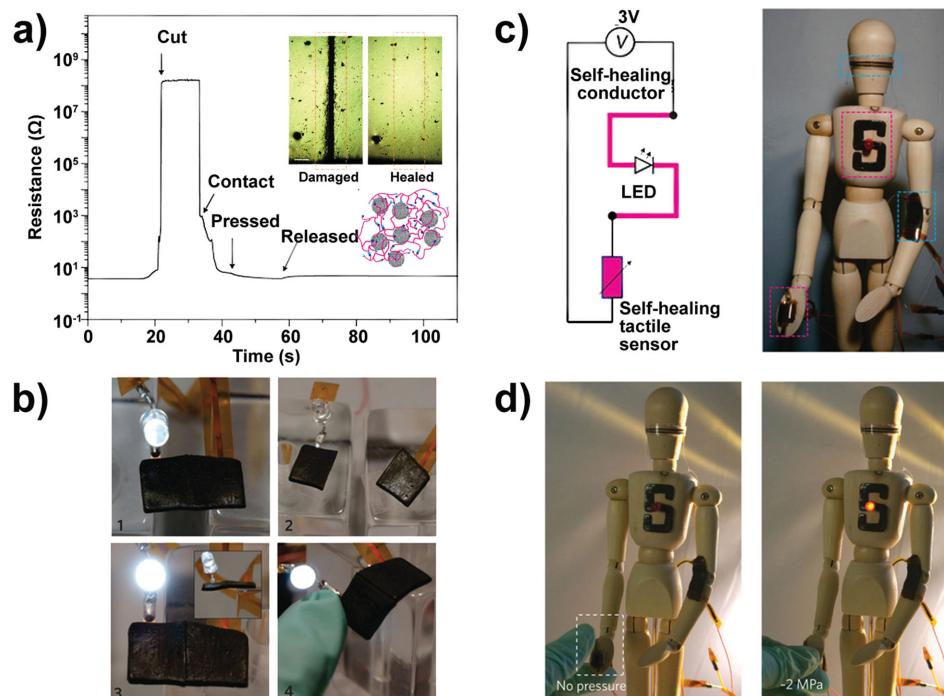 a)
Resistance (Ω)
10⁹
10⁷
10⁵
10³
10¹
10⁻¹
Cut
Contact
Pressed
Released
Damaged
Healed
0
20
40
60
80
100
Time (s)
b)
1
2
3
4
c)
-3V
V
Self-healing
conductor
LED
Self-healing
tactile
sensor
S
d)
S
No pressure
S
~2 MPa